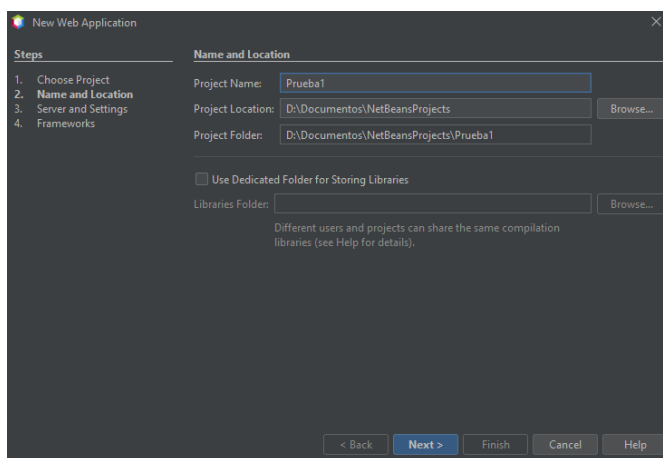 New Web Application
Steps
1. Choose Project
2. Name and Location
3. Server and Settings
4. Frameworks
Name and Location
Project Name: Prueba1
Project Location: D:\Documentos\NetBeansProjects Browse...
Project Folder: D:\Documentos\NetBeansProjects\Prueba1
Use Dedicated Folder for Storing Libraries
Libraries Folder: Browse...
Different users and projects can share the same compilation
libraries (see Help for details).
< Back Next > Finish Cancel Help